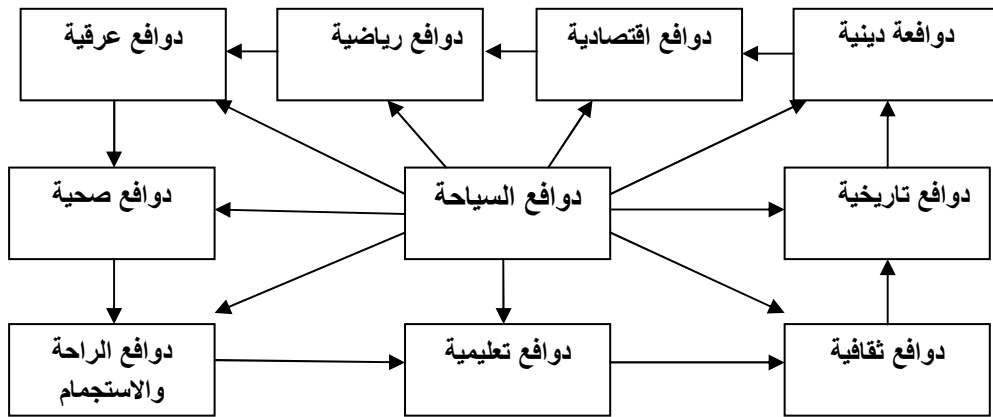 دوافعة دينية
دوافع اقتصادية
دوافع رياضية
دوافع عرقية
دوافع تاريخية
دوافع السياحة
دوافع صحية
دوافع ثقافية
دوافع تعليمية
دوافع الراحة
والاستجمام